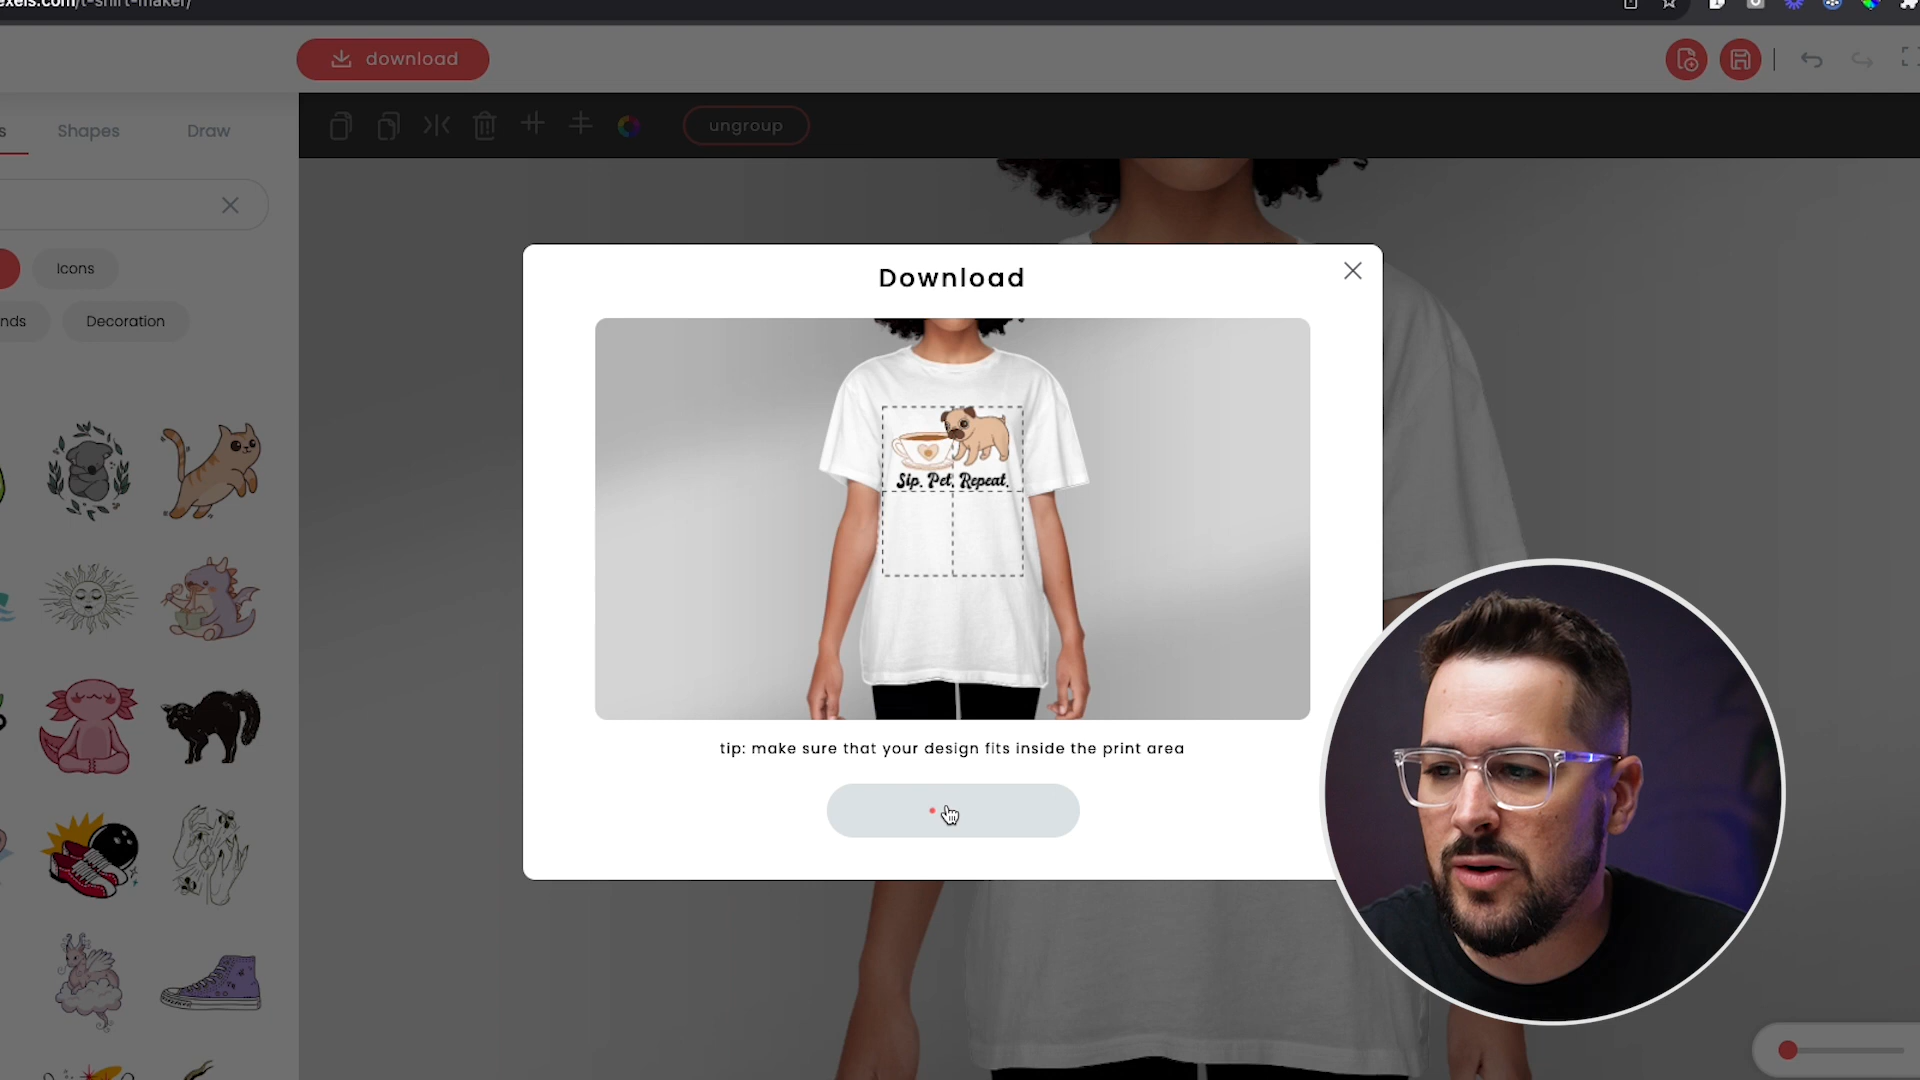 exels.com/t-shirt-maker/
download
s
Shapes
Draw
ungroup
Icons
nds
Decoration
Download
Sip. Pet. Repeat.
tip: make sure that your design fits inside the print area